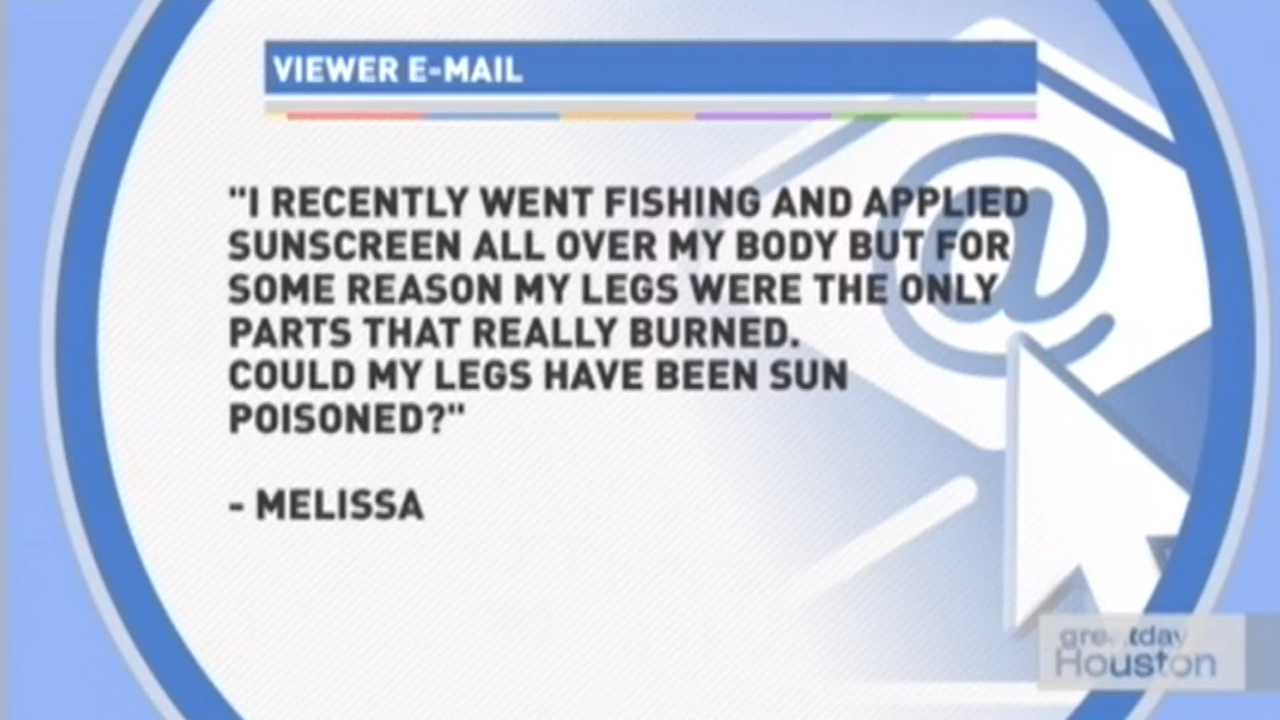 VIEWER E-MAIL
"I RECENTLY WENT FISHING AND APPLIED
SUNSCREEN ALL OVER MY BODY BUT FOR
SOME REASON MY LEGS WERE THE ONLY
PARTS THAT REALLY BURNED.
COULD MY LEGS HAVE BEEN SUN
POISONED?"
- MELISSA
Houston